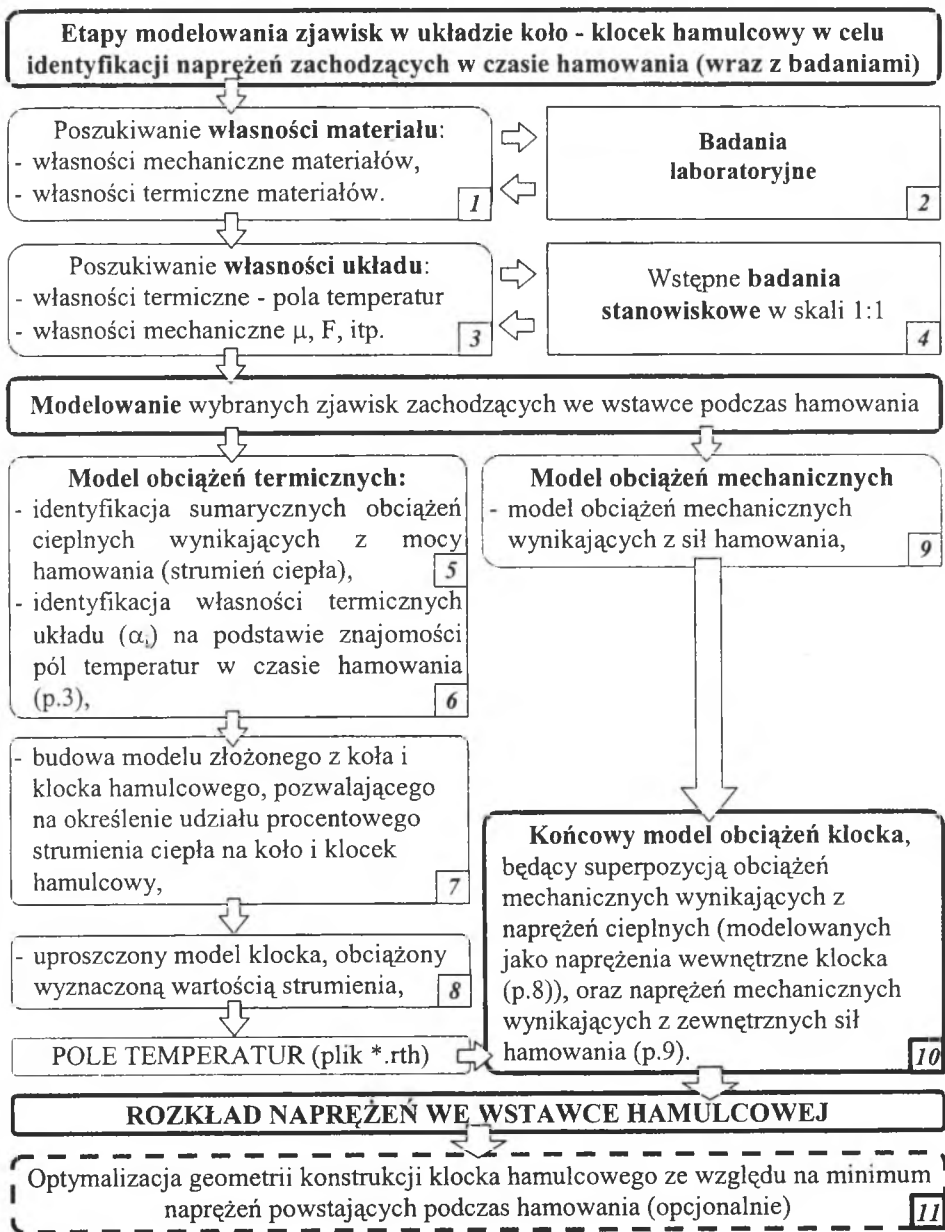 Etapy modelowania zjawisk w układzie koło - klocek hamulcowy w celu
identyfikacji naprężeń zachodzących w czasie hamowania (wraz z badaniami)
Poszukiwanie własności materiału:
- własności mechaniczne materiałów,
- własności termiczne materiałów.
1
Badania
laboratoryjne
2
Poszukiwanie własności układu:
- własności termiczne - pola temperatur
- własności mechaniczne μ, F, itp.
3
Wstępne badania
stanowiskowe w skali 1:1
4
Modelowanie wybranych zjawisk zachodzących we wstawce podczas hamowania
Model obciążeń termicznych:
- identyfikacja sumarycznych obciążeń
cieplnych wynikających z mocy
hamowania (strumień ciepła),
5
- identyfikacja własności termicznych
układu (αᵢ) na podstawie znajomości
pól temperatur w czasie hamowania
(p.3),
6
- budowa modelu złożonego z koła i
klocka hamulcowego, pozwalającego
na określenie udziału procentowego
strumienia ciepła na koło i klocek
hamulcowy,
7
- uproszczony model klocka, obciążony
wyznaczoną wartością strumienia,
8
POLE TEMPERATUR (plik *.rth)
Model obciążeń mechanicznych
- model obciążeń mechanicznych
wynikających z sił hamowania,
9
Końcowy model obciążeń klocka,
będący superpozycją obciążeń
mechanicznych wynikających z
naprężeń cieplnych (modelowanych
jako naprężenia wewnętrzne klocka
(p.8)), oraz naprężeń mechanicznych
wynikających z zewnętrznych sił
hamowania (p.9).
10
ROZKŁAD NAPRĘŻEŃ WE WSTAWCE HAMULCOWEJ
Optymalizacja geometrii konstrukcji klocka hamulcowego ze względu na minimum
naprężeń powstających podczas hamowania (opcjonalnie)
11